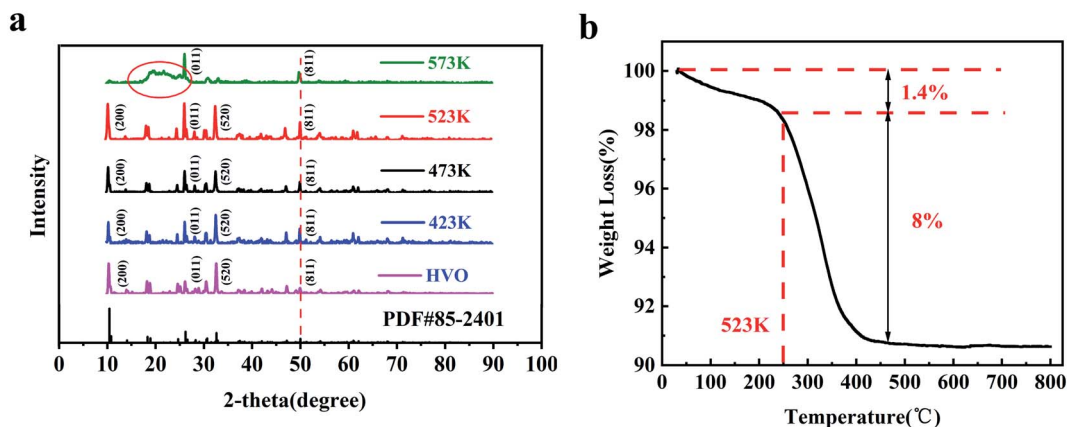 a
573K
(011)
(811)
523K
(200)
(011)
(520)
(811)
473K
(200)
(011)
(520)
(811)
423K
(200)
(011)
(520)
(811)
HVO
(200)
(011)
(520)
(811)
PDF#85-2401
Intensity
0 10 20 30 40 50 60 70 80 90 100
2-theta(degree)
b
100
98
96
94
92
91
90
1.4%
8%
523K
Weight Loss(%)
0 100 200 300 400 500 600 700 800
Temperature(℃)